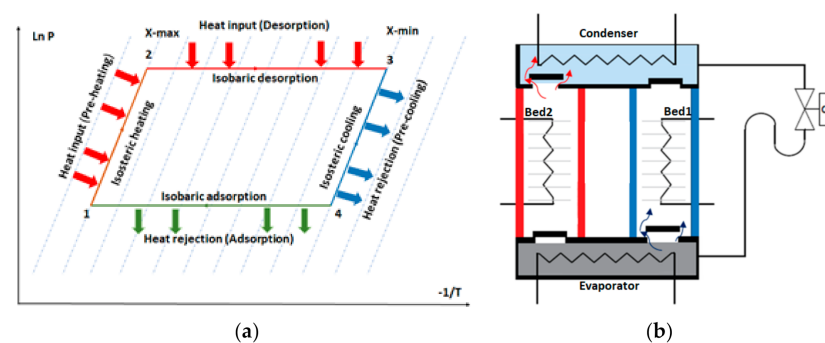 Ln P
X-max
Heat input (Desorption)
X-min
2
3
Isobaric desorption
Heat input (Pre-heating)
Isosteric heating
Isosteric cooling
Heat rejection (Pre-cooling)
Isobaric adsorption
1
4
Heat rejection (Adsorption)
-1/T
(a)
Condenser
Bed2
Bed1
Evaporator
(b)